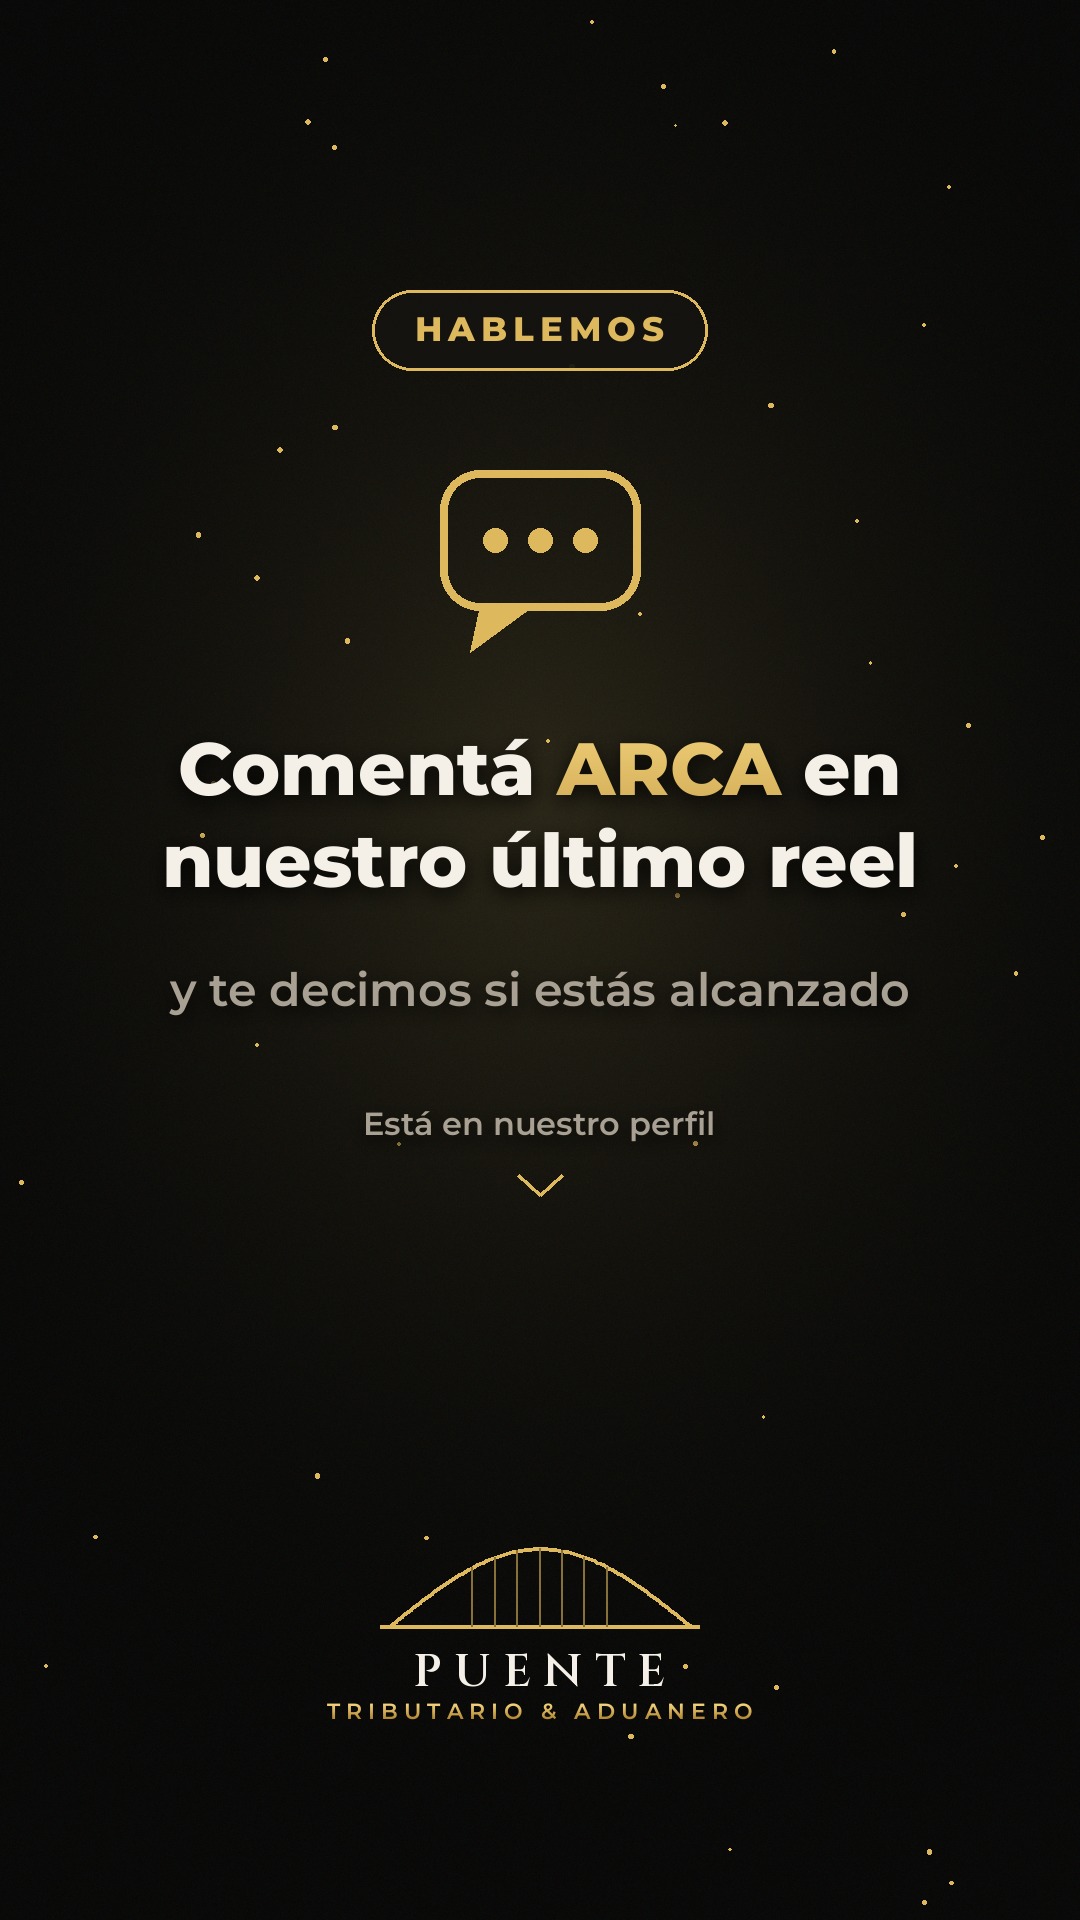 HABLEMOS
Comentá ARCA en
nuestro último reel
y te decimos si estás alcanzado
Está en nuestro perfil
PUENTE
TRIBUTARIO & ADUANERO